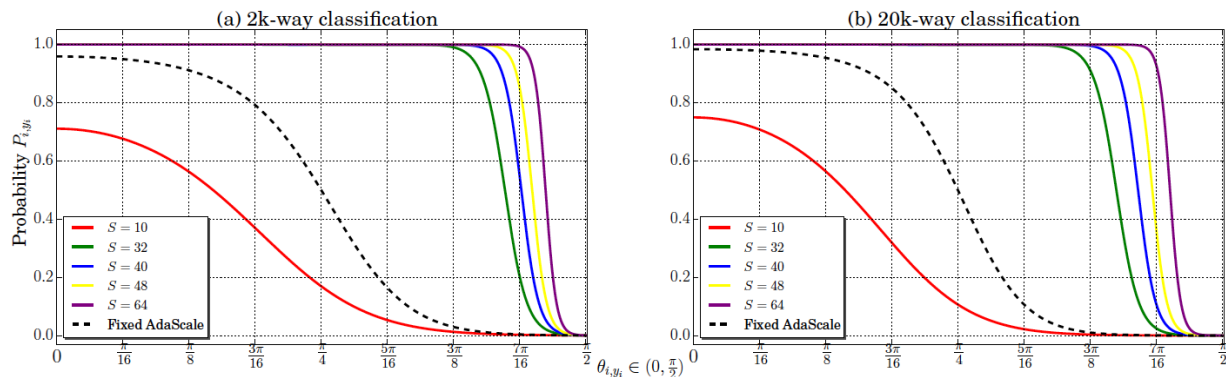 (a) 2k-way classification
Probability P_{i,y_i}
1.0
0.8
0.6
0.4
0.2
0.0
S = 10
S = 32
S = 40
S = 48
S = 64
Fixed AdaScale
0 π/16 π/8 3π/16 π/4 5π/16 3π/8 7π/16 π/2
θ_{i,y_i} ∈ (0, π/2)
(b) 20k-way classification
1.0
0.8
0.6
0.4
0.2
0.0
S = 10
S = 32
S = 40
S = 48
S = 64
Fixed AdaScale
0 π/16 π/8 3π/16 π/4 5π/16 3π/8 7π/16 π/2